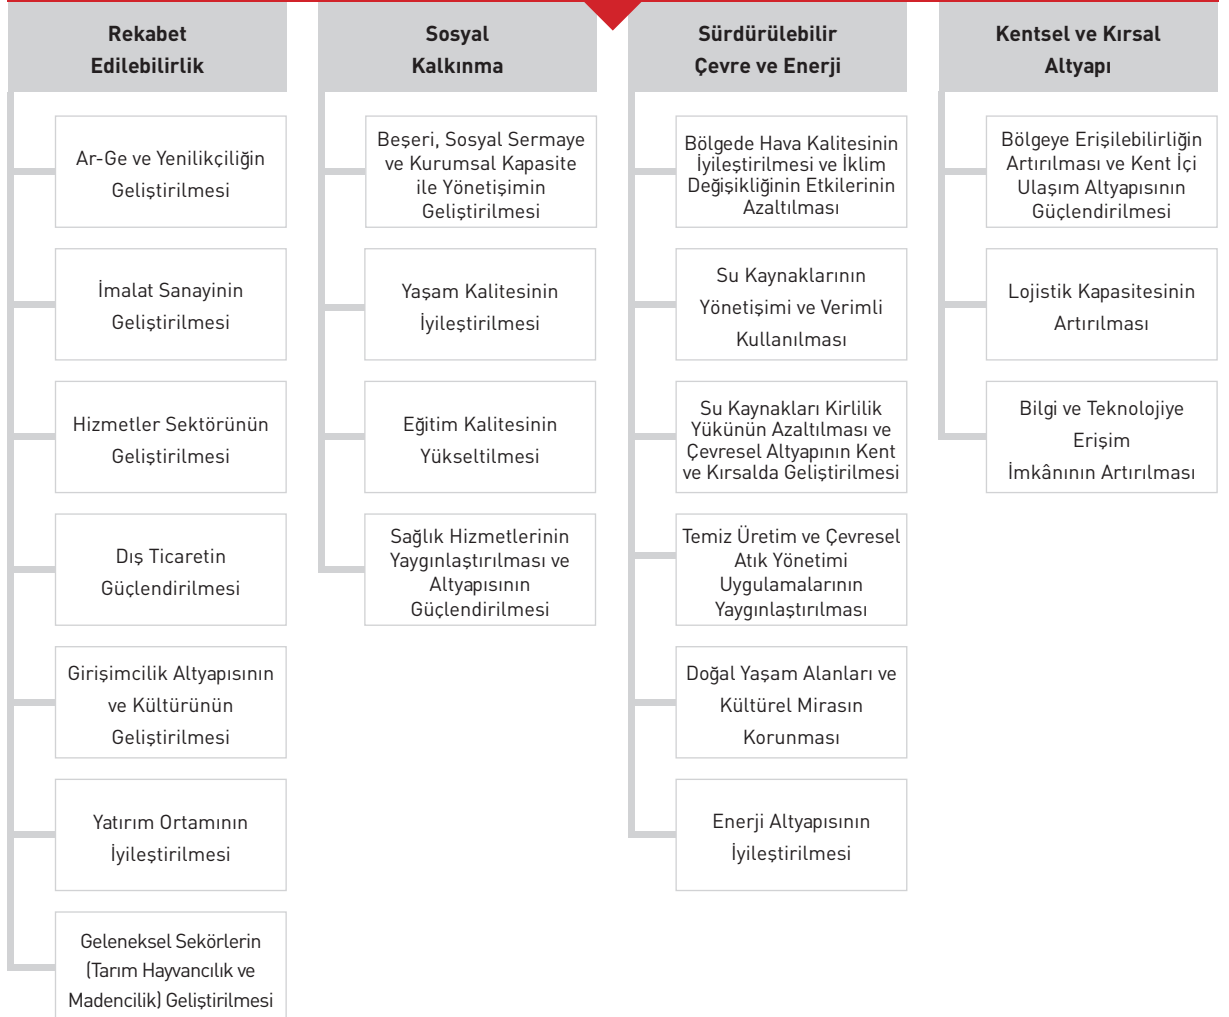 Rekabet
Edilebilirlik
Ar-Ge ve Yenilikçiliğin
Geliştirilmesi
İmalat Sanayinin
Geliştirilmesi
Hizmetler Sektörünün
Geliştirilmesi
Dış Ticaretin
Güçlendirilmesi
Girişimcilik Altyapısının
ve Kültürünün
Geliştirilmesi
Yatırım Ortamının
İyileştirilmesi
Geleneksel Sekörlerin
(Tarım Hayvancılık ve
Madencilik) Geliştirilmesi
Sosyal
Kalkınma
Beşeri, Sosyal Sermaye
ve Kurumsal Kapasite
ile Yönetişimin
Geliştirilmesi
Yaşam Kalitesinin
İyileştirilmesi
Eğitim Kalitesinin
Yükseltilmesi
Sağlık Hizmetlerinin
Yaygınlaştırılması ve
Altyapısının
Güçlendirilmesi
Sürdürülebilir
Çevre ve Enerji
Bölgede Hava Kalitesinin
İyileştirilmesi ve İklim
Değişikliğinin Etkilerinin
Azaltılması
Su Kaynaklarının
Yönetişimi ve Verimli
Kullanılması
Su Kaynakları Kirlilik
Yükünün Azaltılması ve
Çevresel Altyapının Kent
ve Kırsalda Geliştirilmesi
Temiz Üretim ve Çevresel
Atık Yönetimi
Uygulamalarının
Yaygınlaştırılması
Doğal Yaşam Alanları ve
Kültürel Mirasın
Korunması
Enerji Altyapısının
İyileştirilmesi
Kentsel ve Kırsal
Altyapı
Bölgeye Erişilebilirliğin
Artırılması ve Kent İçi
Ulaşım Altyapısının
Güçlendirilmesi
Lojistik Kapasitesinin
Artırılması
Bilgi ve Teknolojiye
Erişim
İmkânının Artırılması